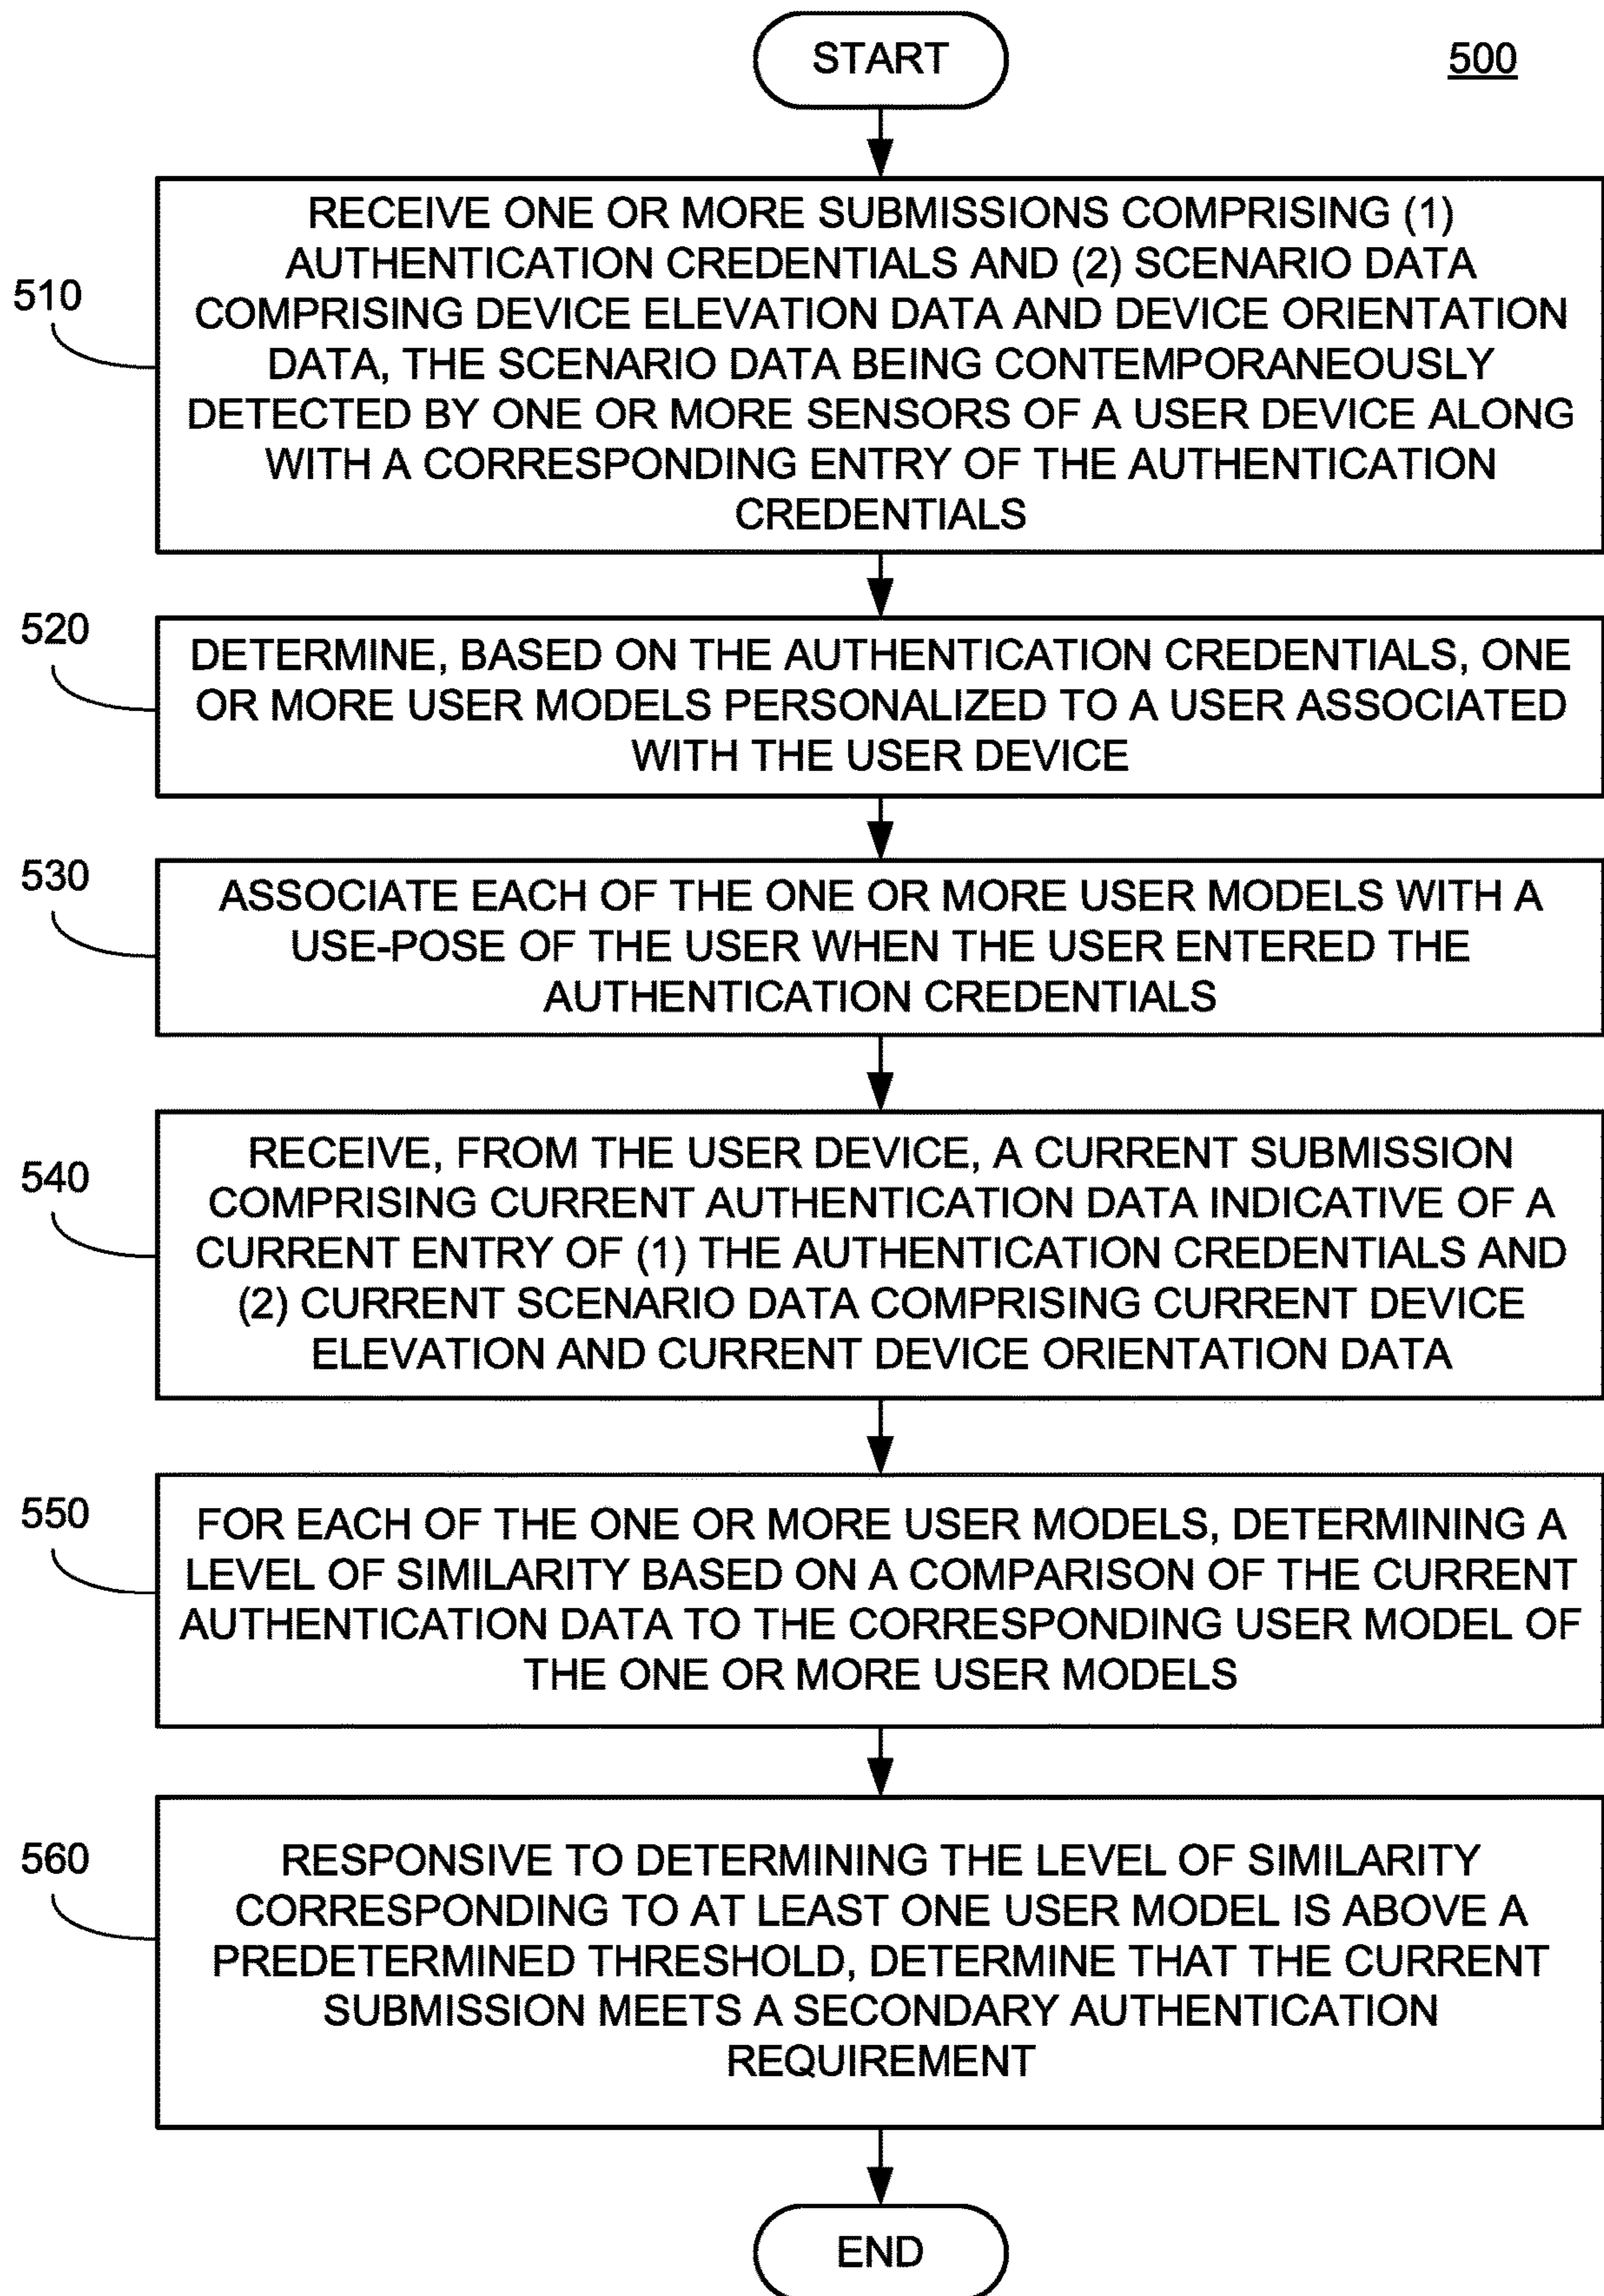 START
500
510
RECEIVE ONE OR MORE SUBMISSIONS COMPRISING (1)
AUTHENTICATION CREDENTIALS AND (2) SCENARIO DATA
COMPRISING DEVICE ELEVATION DATA AND DEVICE ORIENTATION
DATA, THE SCENARIO DATA BEING CONTEMPORANEOUSLY
DETECTED BY ONE OR MORE SENSORS OF A USER DEVICE ALONG
WITH A CORRESPONDING ENTRY OF THE AUTHENTICATION
CREDENTIALS
520
DETERMINE, BASED ON THE AUTHENTICATION CREDENTIALS, ONE
OR MORE USER MODELS PERSONALIZED TO A USER ASSOCIATED
WITH THE USER DEVICE
530
ASSOCIATE EACH OF THE ONE OR MORE USER MODELS WITH A
USE-POSE OF THE USER WHEN THE USER ENTERED THE
AUTHENTICATION CREDENTIALS
540
RECEIVE, FROM THE USER DEVICE, A CURRENT SUBMISSION
COMPRISING CURRENT AUTHENTICATION DATA INDICATIVE OF A
CURRENT ENTRY OF (1) THE AUTHENTICATION CREDENTIALS AND
(2) CURRENT SCENARIO DATA COMPRISING CURRENT DEVICE
ELEVATION AND CURRENT DEVICE ORIENTATION DATA
550
FOR EACH OF THE ONE OR MORE USER MODELS, DETERMINING A
LEVEL OF SIMILARITY BASED ON A COMPARISON OF THE CURRENT
AUTHENTICATION DATA TO THE CORRESPONDING USER MODEL OF
THE ONE OR MORE USER MODELS
560
RESPONSIVE TO DETERMINING THE LEVEL OF SIMILARITY
CORRESPONDING TO AT LEAST ONE USER MODEL IS ABOVE A
PREDETERMINED THRESHOLD, DETERMINE THAT THE CURRENT
SUBMISSION MEETS A SECONDARY AUTHENTICATION
REQUIREMENT
END